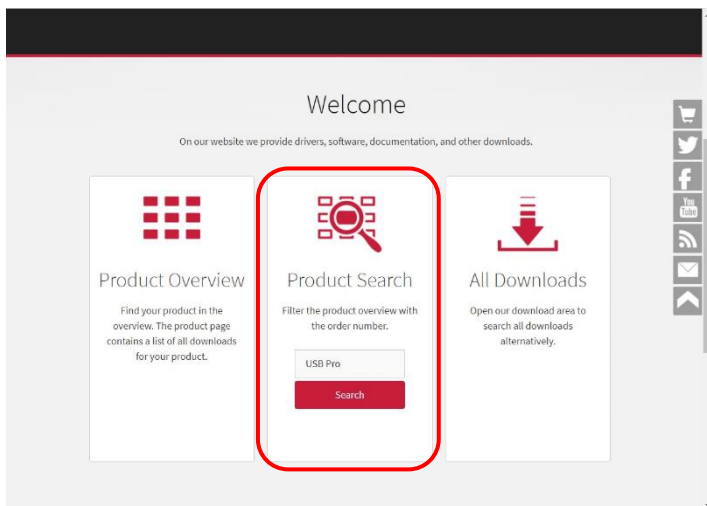 Welcome
On our website we provide drivers, software, documentation, and other downloads.
Product Overview
Find your product in the
overview. The product page
contains a list of all downloads
for your product.
Product Search
Filter the product overview with
the order number.
USB Pro
Search
All Downloads
Open our download area to
search all downloads
alternatively.
You
Tube